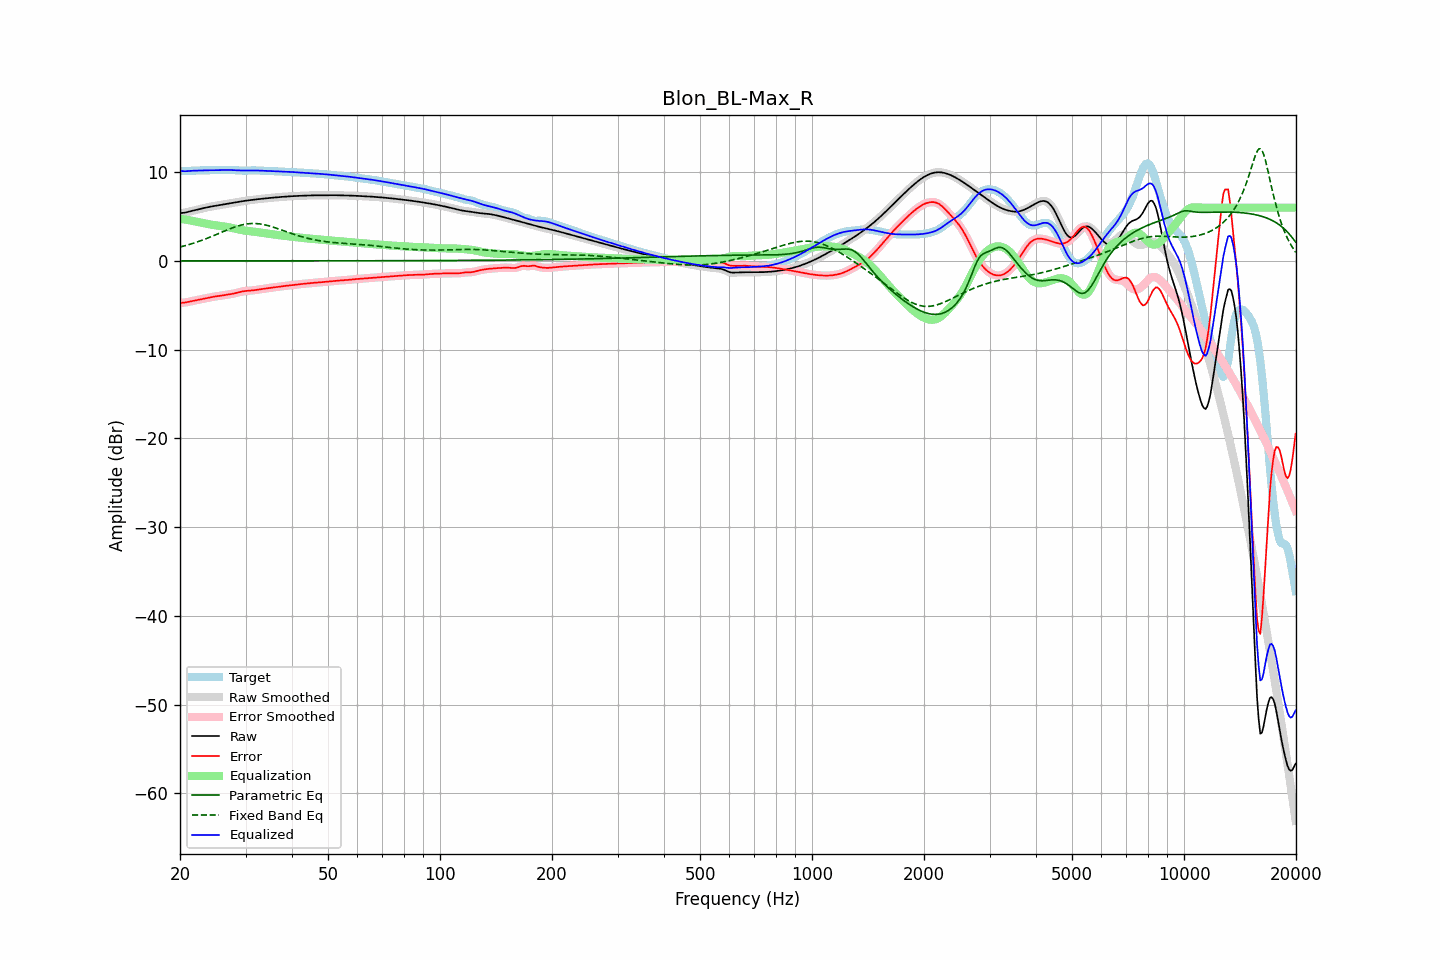 Blon_BL-Max_R
Amplitude (dBr)
10
0
−10
−20
−30
−40
−50
−60
Target
Raw Smoothed
Error Smoothed
Raw
Error
Equalization
Parametric Eq
Fixed Band Eq
Equalized
20 50 100 200 500 1000 2000 5000 10000 20000
Frequency (Hz)